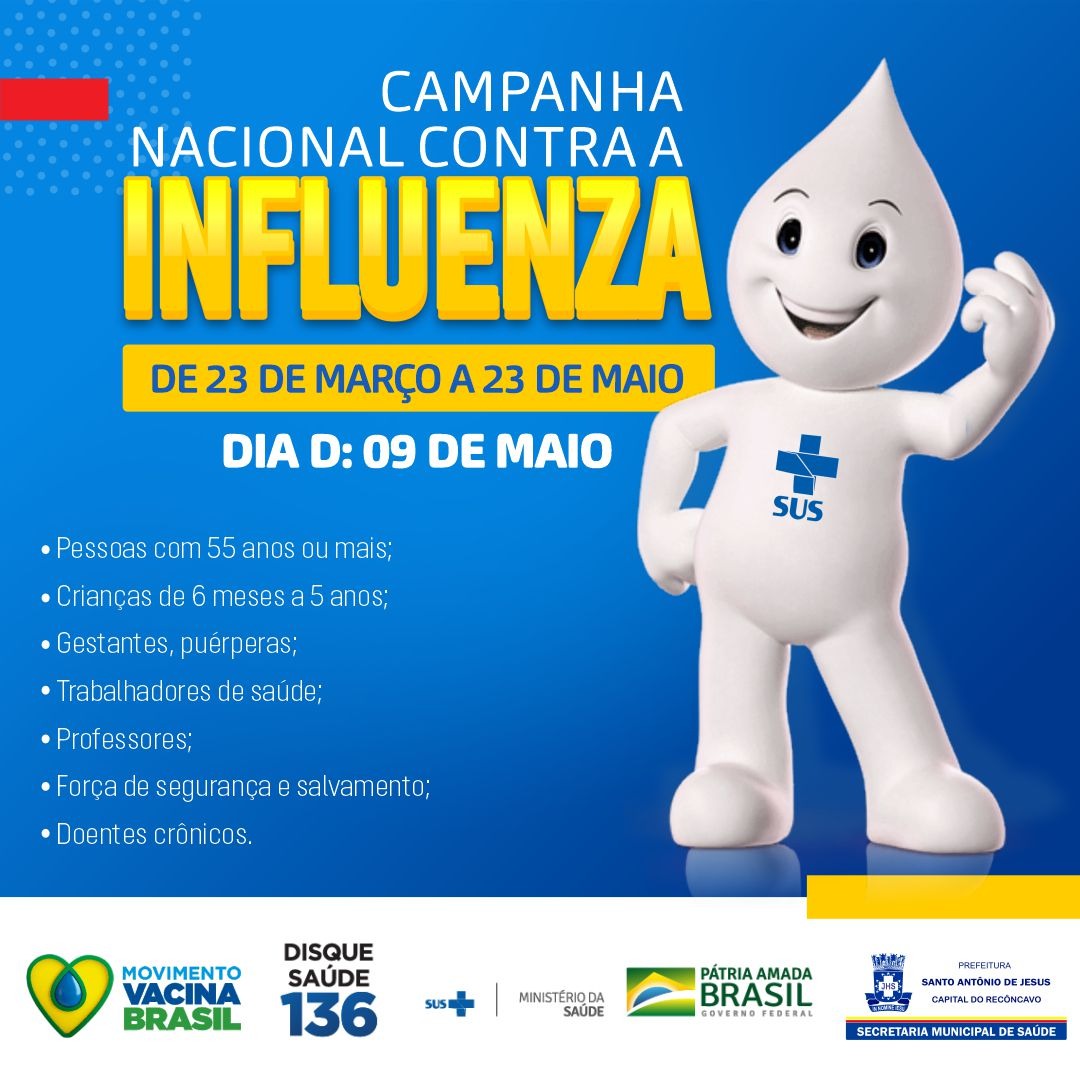 CAMPANHA
NACIONAL CONTRA A
INFLUENZA
DE 23 DE MARÇO A 23 DE MAIO
DIA D: 09 DE MAIO
SUS
• Pessoas com 55 anos ou mais;
• Crianças de 6 meses a 5 anos;
• Gestantes, puérperas;
• Trabalhadores de saúde;
• Professores;
• Força de segurança e salvamento;
• Doentes crônicos.
MOVIMENTO
VACINA
BRASIL
DISQUE
SAÚDE
136
SUS
MINISTÉRIO DA
SAÚDE
PÁTRIA AMADA
BRASIL
GOVERNO FEDERAL
JHS
PREFEITURA
SANTO ANTÔNIO DE JESUS
CAPITAL DO RECÔNCAVO
SECRETARIA MUNICIPAL DE SAÚDE